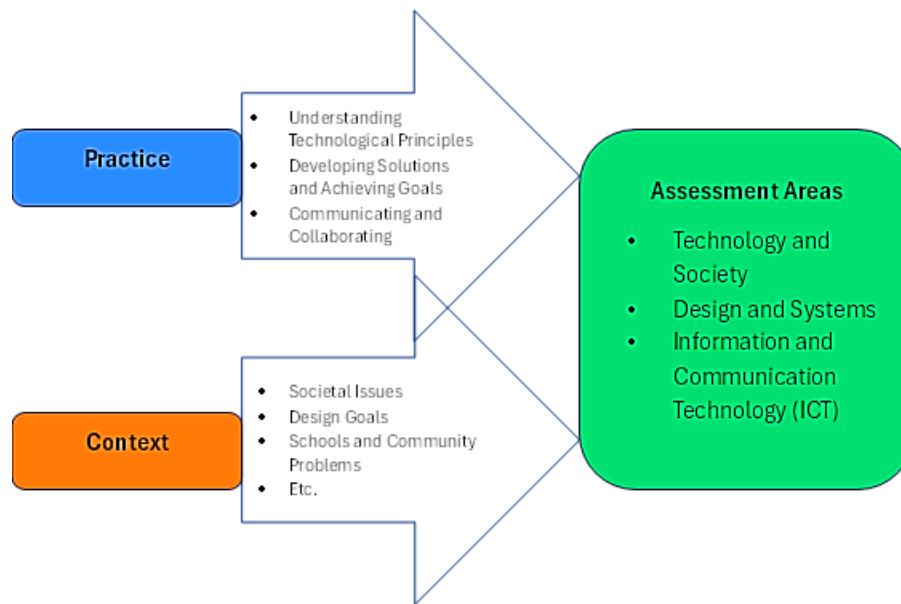 Practice
• Understanding
Technological Principles
• Developing Solutions
and Achieving Goals
• Communicating and
Collaborating
Context
• Societal Issues
• Design Goals
• Schools and Community
Problems
• Etc.
Assessment Areas
• Technology and
Society
• Design and Systems
• Information and
Communication
Technology (ICT)